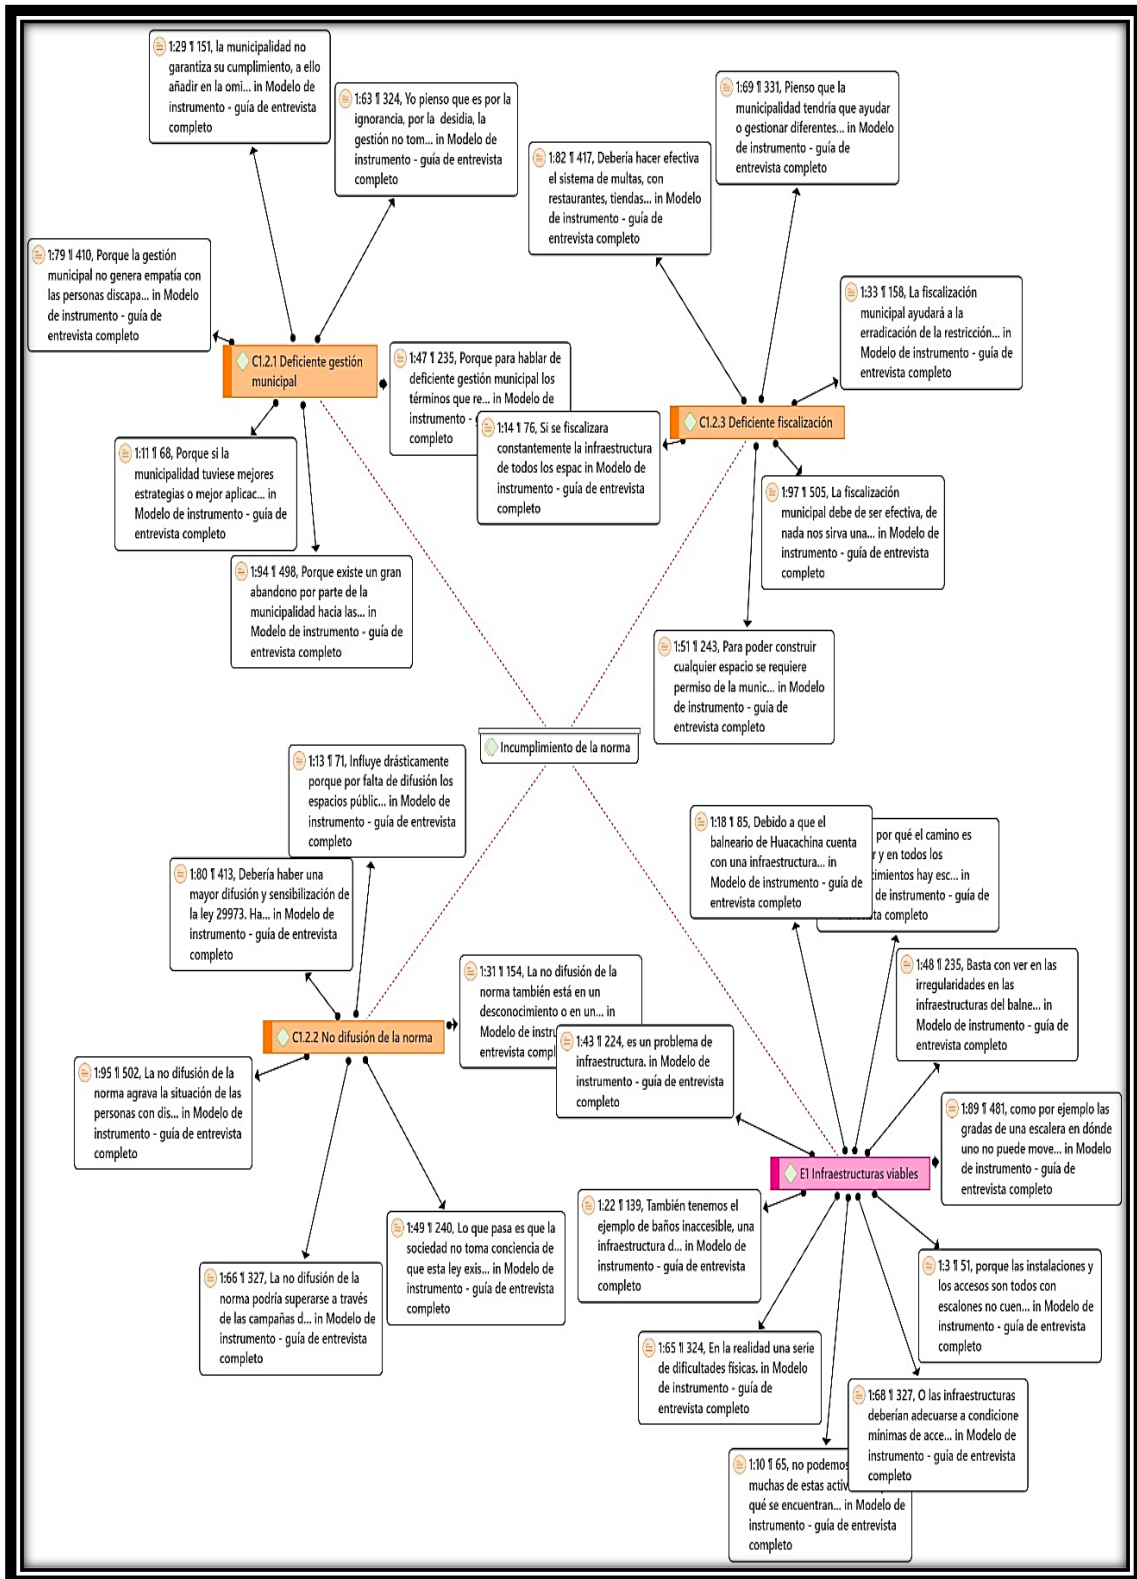 1:29 ¶ 151, la municipalidad no
garantiza su cumplimiento, a ello
añadir en la omi... in Modelo de
instrumento - guía de entrevista
completo
1:63 ¶ 324, Yo pienso que es por la
ignorancia, por la desidia, la
gestión no tom... in Modelo de
instrumento - guía de entrevista
completo
1:69 ¶ 331, Pienso que la
municipalidad tendría que ayudar
o gestionar diferentes... in Modelo
de instrumento - guía de
entrevista completo
1:82 ¶ 417, Debería hacer efectiva
el sistema de multas, con
restaurantes, tiendas... in Modelo
de instrumento - guía de
entrevista completo
1:79 ¶ 410, Porque la gestión
municipal no genera empatía con
las personas discapa... in Modelo
de instrumento - guía de
entrevista completo
1:33 ¶ 158, La fiscalización
municipal ayudará a la
erradicación de la restricción... in
Modelo de instrumento - guía de
entrevista completo
C1.2.1 Deficiente gestión
municipal
1:47 ¶ 235, Porque para hablar de
deficiente gestión municipal los
términos que re... in Modelo de
instrumento -
completo
C1.2.3 Deficiente fiscalización
1:14 ¶ 76, Si se fiscalizara
constantemente la infraestructura
de todos los espac in Modelo de
instrumento - guía de entrevista
completo
1:11 ¶ 68, Porque si la
municipalidad tuviese mejores
estrategias o mejor aplicac... in
Modelo de instrumento - guía de
entrevista completo
1:97 ¶ 505, La fiscalización
municipal debe de ser efectiva, de
nada nos sirva una... in Modelo de
instrumento - guía de entrevista
completo
1:94 ¶ 498, Porque existe un gran
abandono por parte de la
municipalidad hacia las... in
Modelo de instrumento - guía de
entrevista completo
1:51 ¶ 243, Para poder construir
cualquier espacio se requiere
permiso de la munic... in Modelo
de instrumento - guía de
entrevista completo
Incumplimiento de la norma
1:13 ¶ 71, Influye drásticamente
porque por falta de difusión los
espacios públic... in Modelo de
instrumento - guía de entrevista
completo
1:18 ¶ 85, Debido a que el
balneario de Huacachina cuenta
con una infraestructura... in
Modelo de instrumento - guía de
entrevista completo
por qué el camino es
y en todos los
hay esc... in
de instrumento - guía de
completo
1:80 ¶ 413, Debería haber una
mayor difusión y sensibilización de
la ley 29973. Ha... in Modelo de
instrumento - guía de entrevista
completo
1:31 ¶ 154, La no difusión de la
norma también está en un
desconocimiento o en un... in
Modelo de
entrevista
1:48 ¶ 235, Basta con ver en las
irregularidades en las
infraestructuras del balne... in
Modelo de instrumento - guía de
entrevista completo
C1.2.2 No difusión de la norma
1:43 ¶ 224, es un problema de
infraestructura. in Modelo de
instrumento - guía de entrevista
completo
1:95 ¶ 502, La no difusión de la
norma agrava la situación de las
personas con dis... in Modelo de
instrumento - guía de entrevista
completo
1:89 ¶ 481, como por ejemplo las
gradas de una escalera en dónde
uno no puede move... in Modelo
de instrumento - guía de
entrevista completo
E1 Infraestructuras viables
1:22 ¶ 139, También tenemos el
ejemplo de baños inaccesible, una
infraestructura d... in Modelo de
instrumento - guía de entrevista
completo
1:49 ¶ 240, Lo que pasa es que la
sociedad no toma conciencia de
que esta ley exis... in Modelo de
instrumento - guía de entrevista
completo
1:3 ¶ 51, porque las instalaciones y
los accesos son todos con
escalones no cuen... in Modelo de
instrumento - guía de entrevista
completo
1:66 ¶ 327, La no difusión de la
norma podría superarse a través
de las campañas d... in Modelo de
instrumento - guía de entrevista
completo
1:65 ¶ 324, En la realidad una serie
de dificultades físicas. in Modelo
de instrumento - guía de
entrevista completo
1:68 ¶ 327, O las infraestructuras
deberían adecuarse a condicione
mínimas de acce... in Modelo de
instrumento - guía de entrevista
completo
1:10 ¶ 65, no podemos
muchas de estas
qué se encuentran... in Modelo de
instrumento - guía de entrevista
completo